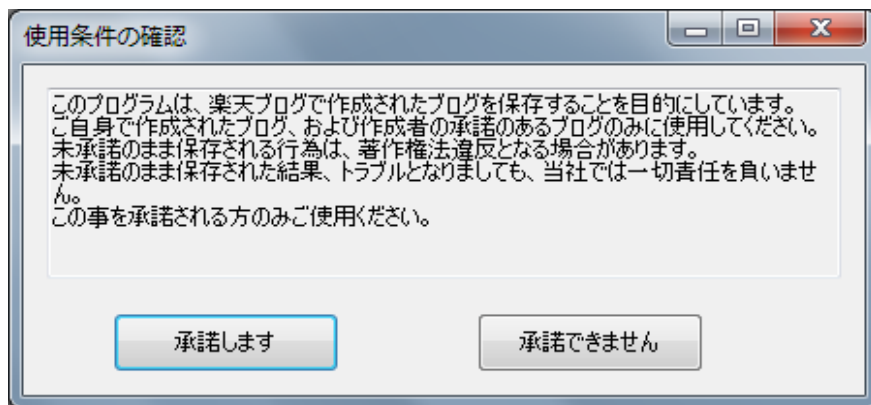 使用条件の確認
このプログラムは、楽天ブログで作成されたブログを保存することを目的にしています。
ご自身で作成されたブログ、および作成者の承諾のあるブログのみに使用してください。
未承諾のまま保存される行為は、著作権法違反となる場合があります。
未承諾のまま保存された結果、トラブルとなりましても、当社では一切責任を負いませ
ん。
この事を承諾される方のみご使用ください。
承諾します
承諾できません